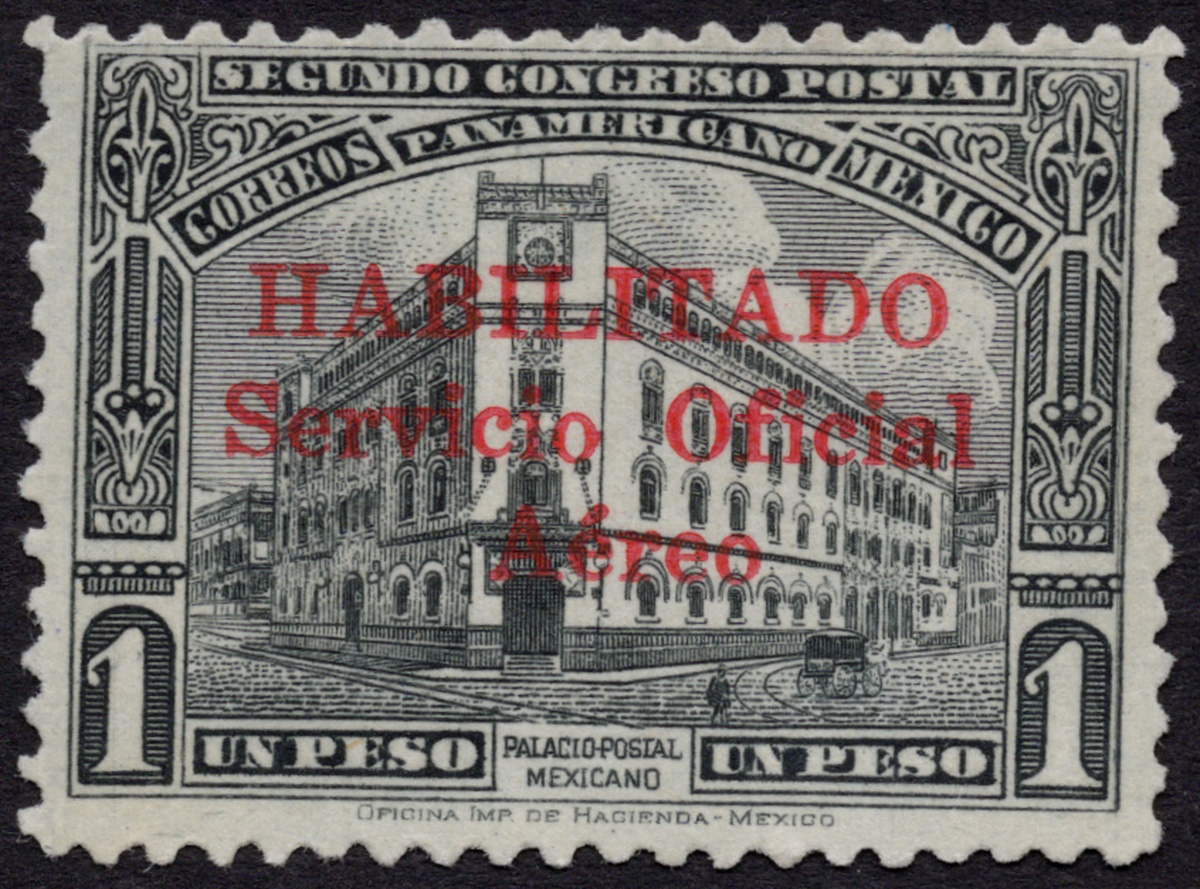 SEGUNDO CONGRESO POSTAL
PANAMERICANO
CORREOS
MEXICO
HABILITADO
Servicio Oficial
Aéreo
1
1
UN PESO
PALACIO-POSTAL
MEXICANO
UN PESO
OFICINA IMP. DE HACIENDA-MEXICO